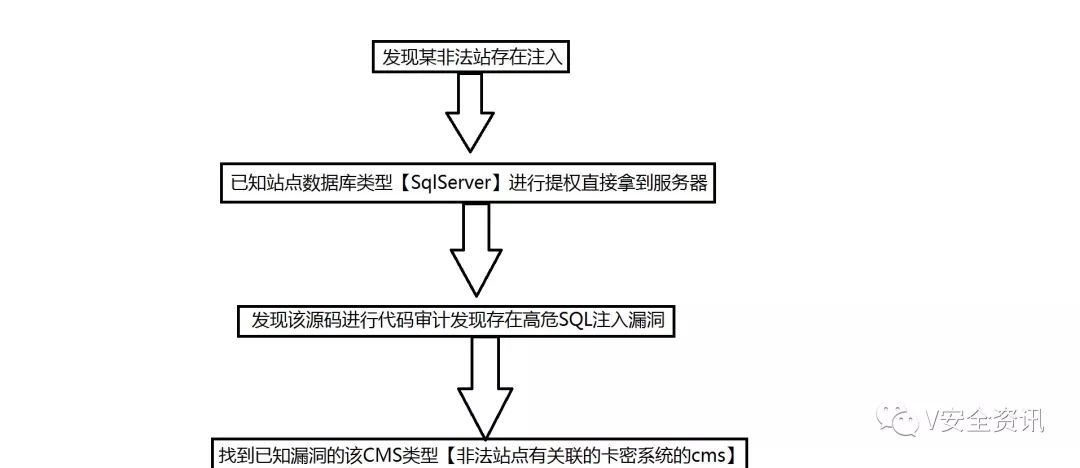 发现某非法站存在注入
已知站点数据库类型【SqlServer】进行提权直接拿到服务器
发现该源码进行代码审计发现存在高危SQL注入漏洞
找到已知漏洞的该CMS类型【非法站点有关联的卡密系统的cms】
V安全资讯